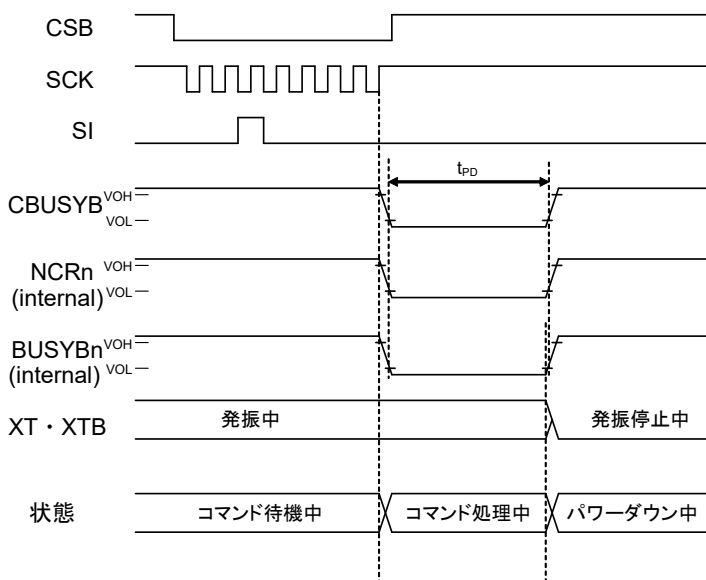 CSB
SCK
SI
tPD
CBUSYB VOH
VOL
NCRn VOH
(internal) VOL
BUSYBn VOH
(internal) VOL
XT・XTB 発振中 発振停止中
状態 コマンド待機中 コマンド処理中 パワーダウン中